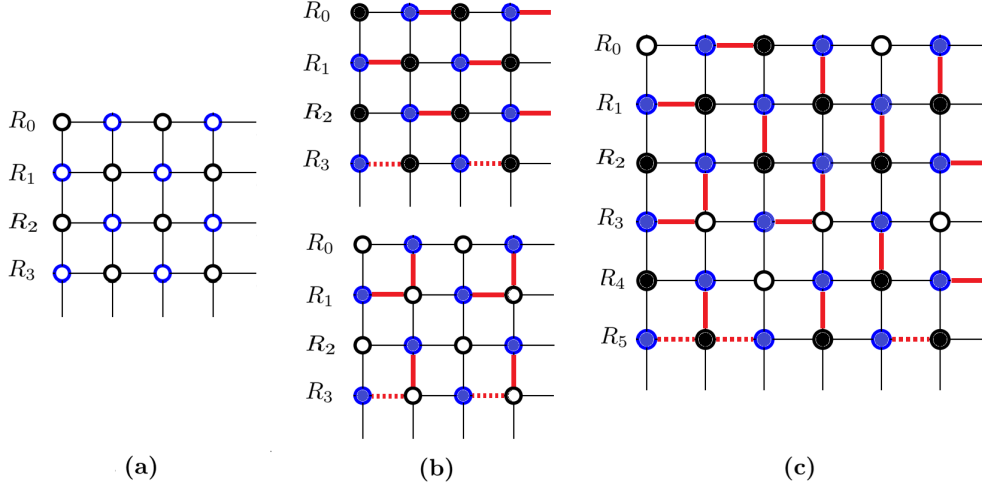 R₀
R₁
R₂
R₃
(a)
R₀
R₁
R₂
R₃
R₀
R₁
R₂
R₃
(b)
R₀
R₁
R₂
R₃
R₄
R₅
(c)